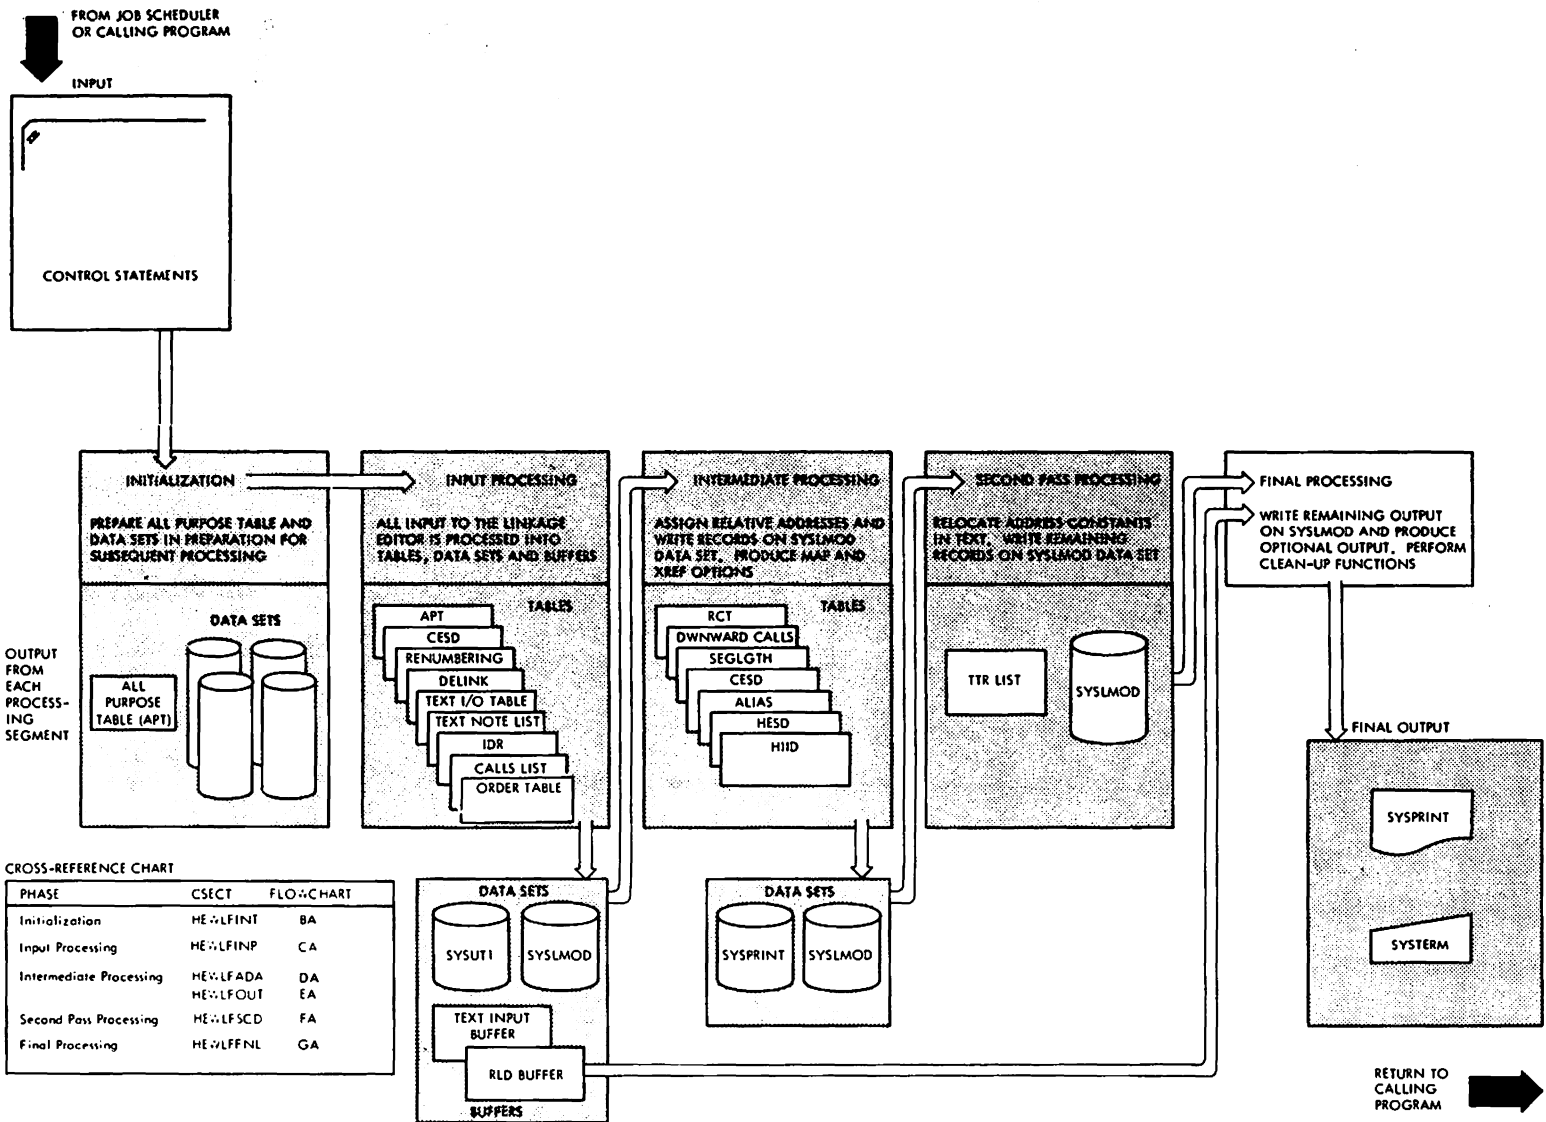 FROM JOB SCHEDULER
OR CALLING PROGRAM
INPUT
CONTROL STATEMENTS
INITIALIZATION
PREPARE ALL PURPOSE TABLE AND
DATA SETS IN PREPARATION FOR
SUBSEQUENT PROCESSING
INPUT PROCESSING
ALL INPUT TO THE LINKAGE
EDITOR IS PROCESSED INTO
TABLES, DATA SETS AND BUFFERS
INTERMEDIATE PROCESSING
ASSIGN RELATIVE ADDRESSES AND
WRITE RECORDS ON SYSLMOD
DATA SET. PRODUCE MAP AND
XREF OPTIONS
SECOND PASS PROCESSING
RELOCATE ADDRESS CONSTANTS
IN TEXT. WRITE REMAINING
RECORDS ON SYSLMOD DATA SET
FINAL PROCESSING
WRITE REMAINING OUTPUT
ON SYSLMOD AND PRODUCE
OPTIONAL OUTPUT. PERFORM
CLEAN-UP FUNCTIONS
OUTPUT
FROM
EACH
PROCESS-
ING
SEGMENT
DATA SETS
ALL
PURPOSE
TABLE (APT)
TABLES
APT
CESD
RENUMBERING
DELINK
TEXT I/O TABLE
TEXT NOTE LIST
IDR
CALLS LIST
ORDER TABLE
TABLES
RCT
DWNWARD CALLS
SEGLGTH
CESD
ALIAS
HESD
HIID
TTR LIST
SYSLMOD
FINAL OUTPUT
SYSPRINT
SYSTERM
DATA SETS
SYSUT1
SYSLMOD
TEXT INPUT
BUFFER
RLD BUFFER
BUFFERS
DATA SETS
SYSPRINT
SYSLMOD
CROSS-REFERENCE CHART
PHASE CSECT FLOWCHART
Initialization HEWLFINT BA
Input Processing HEWLFINP CA
Intermediate Processing HEWLFADA DA
HEWLFOUT EA
Second Pass Processing HEWLFSCD FA
Final Processing HEWLFFNL GA
RETURN TO
CALLING
PROGRAM